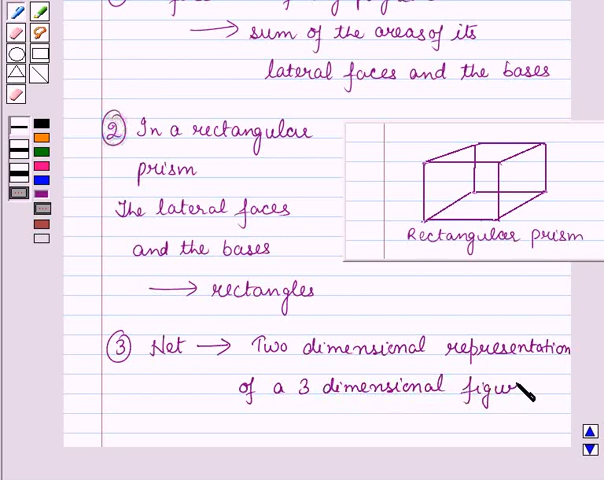 → sum of the areas of its
lateral faces and the bases
② In a rectangular
prism
The lateral faces
and the bases
→ rectangles
Rectangular prism
③ Net → Two dimensional representation
of a 3 dimensional figu